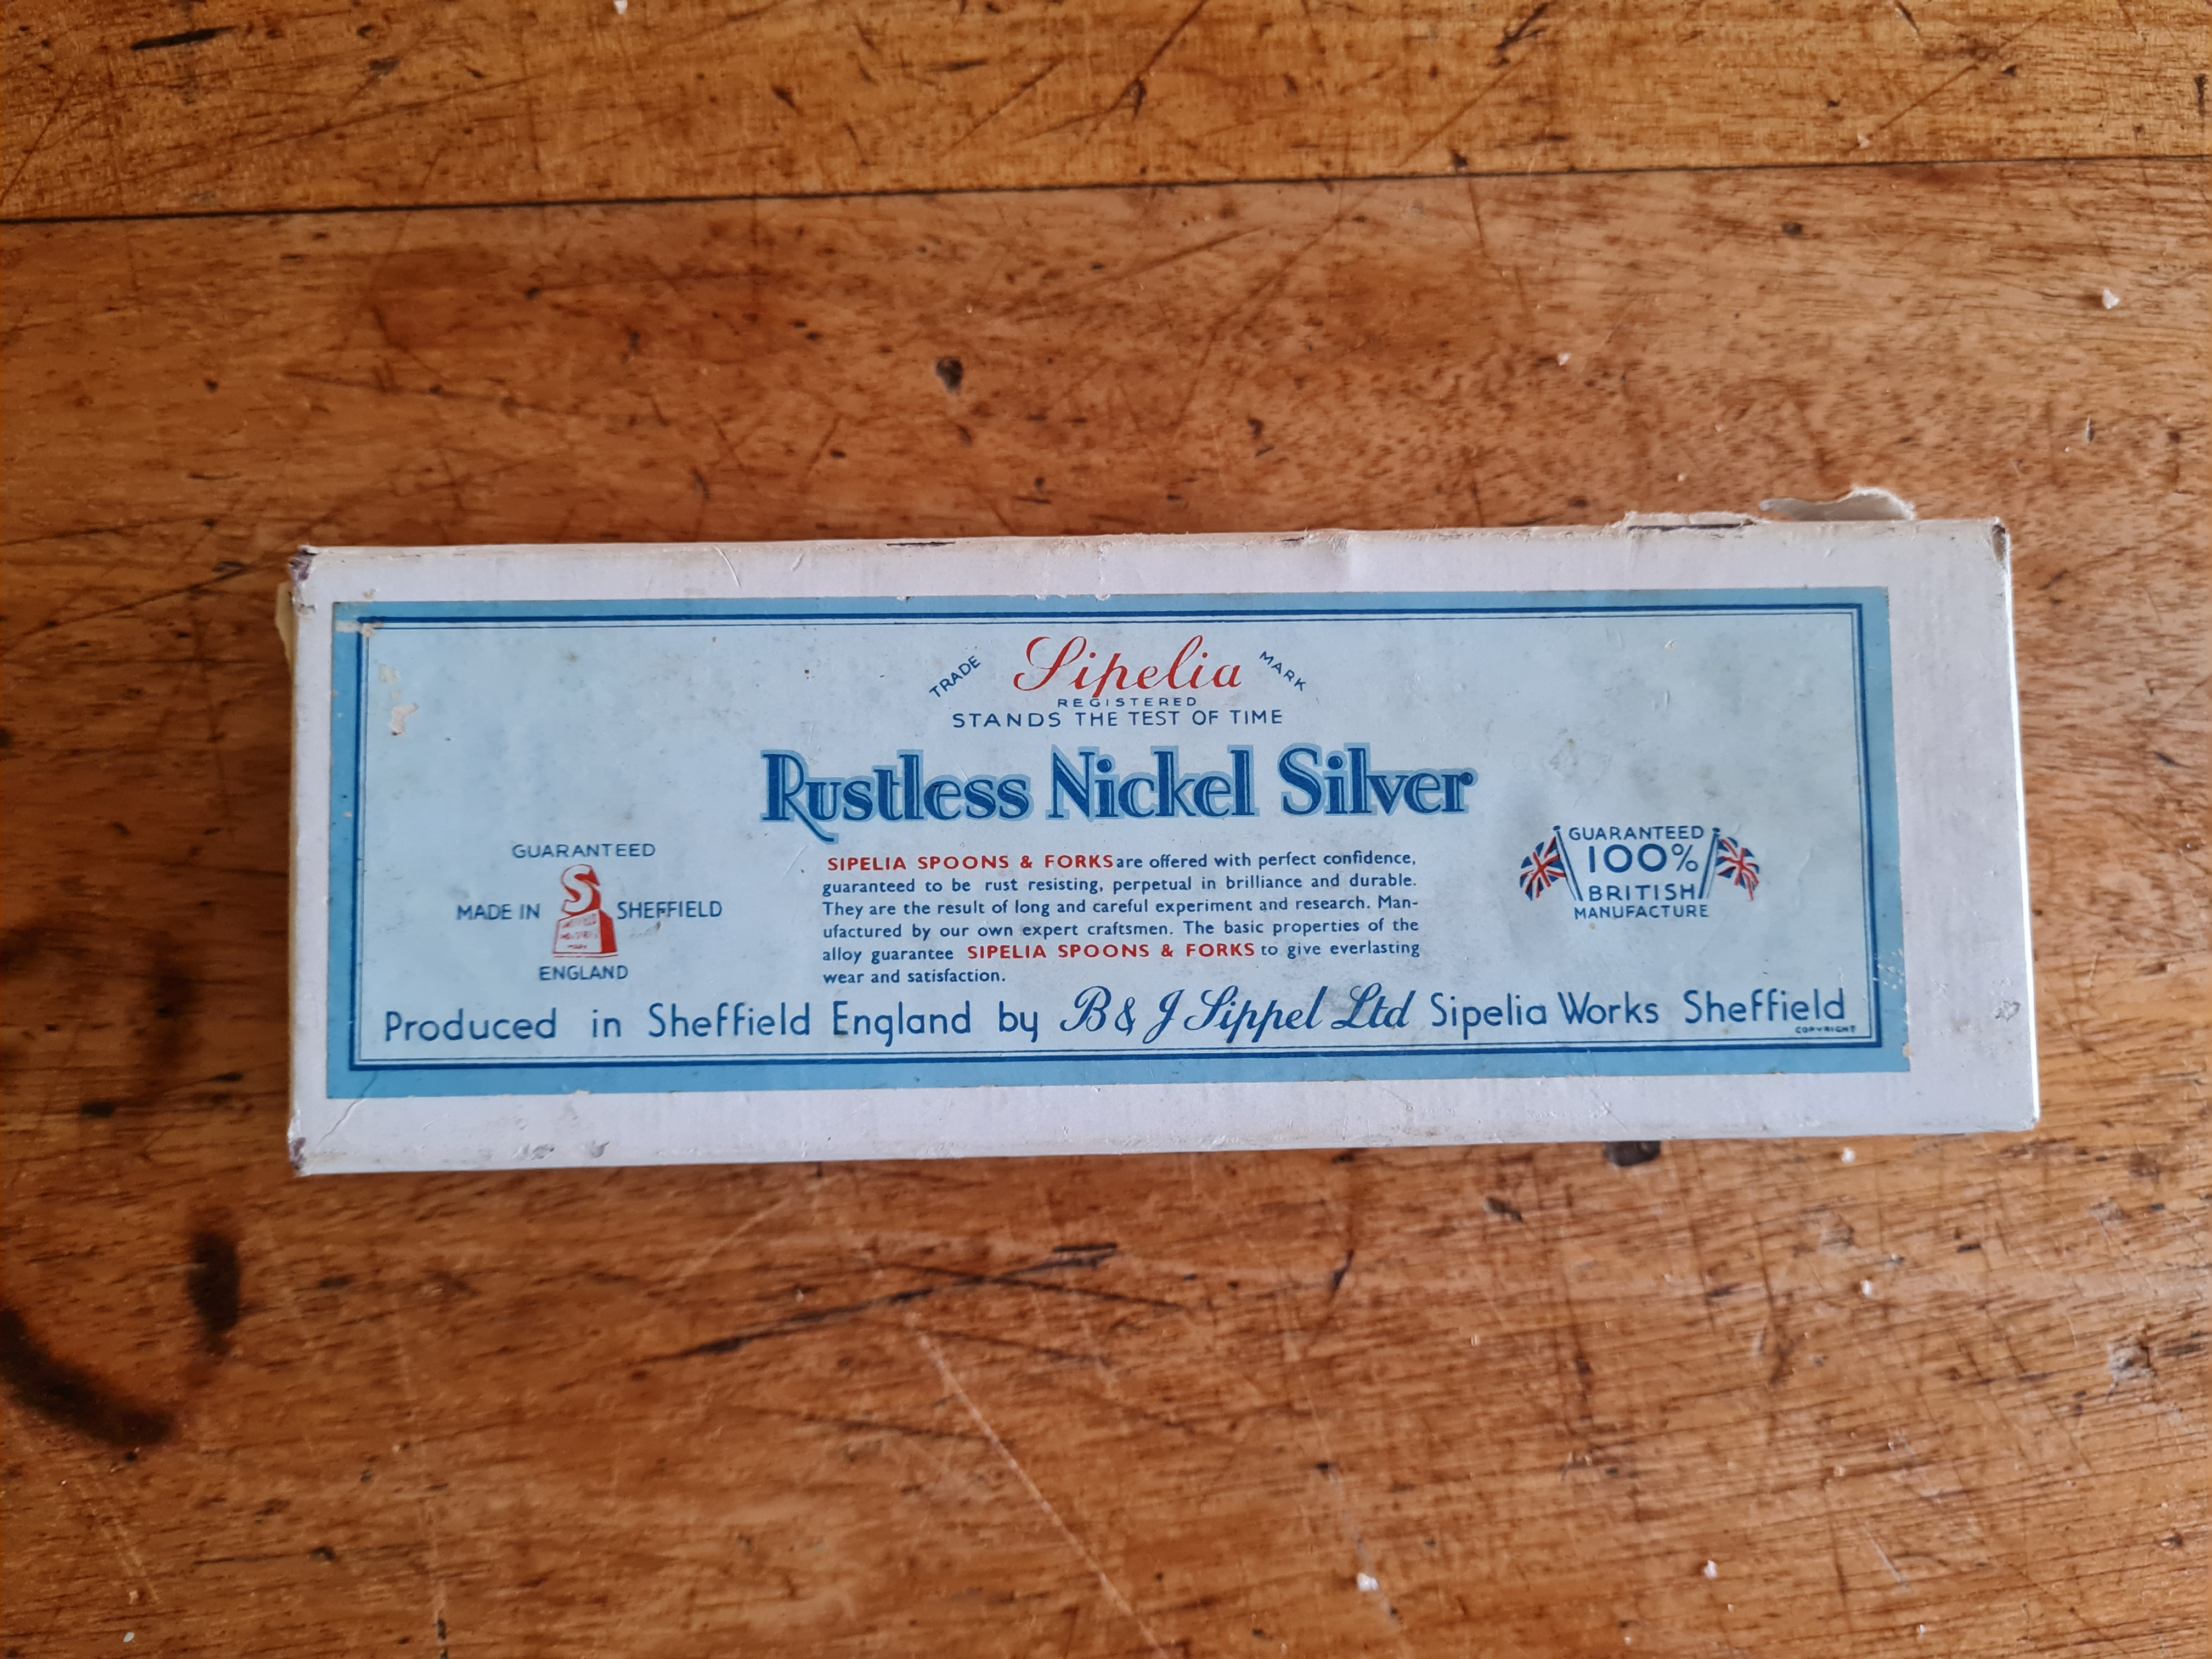 TRADE Sipelia MARK
REGISTERED
STANDS THE TEST OF TIME
Rustless Nickel Silver
GUARANTEED
S
MADE IN SHEFFIELD
ENGLAND
SIPELIA SPOONS & FORKS are offered with perfect confidence,
guaranteed to be rust resisting, perpetual in brilliance and durable.
They are the result of long and careful experiment and research. Man-
ufactured by our own expert craftsmen. The basic properties of the
alloy guarantee SIPELIA SPOONS & FORKS to give everlasting
wear and satisfaction.
GUARANTEED
100%
BRITISH
MANUFACTURE
Produced in Sheffield England by B & J Sippel Ltd Sipelia Works Sheffield
COPYRIGHT